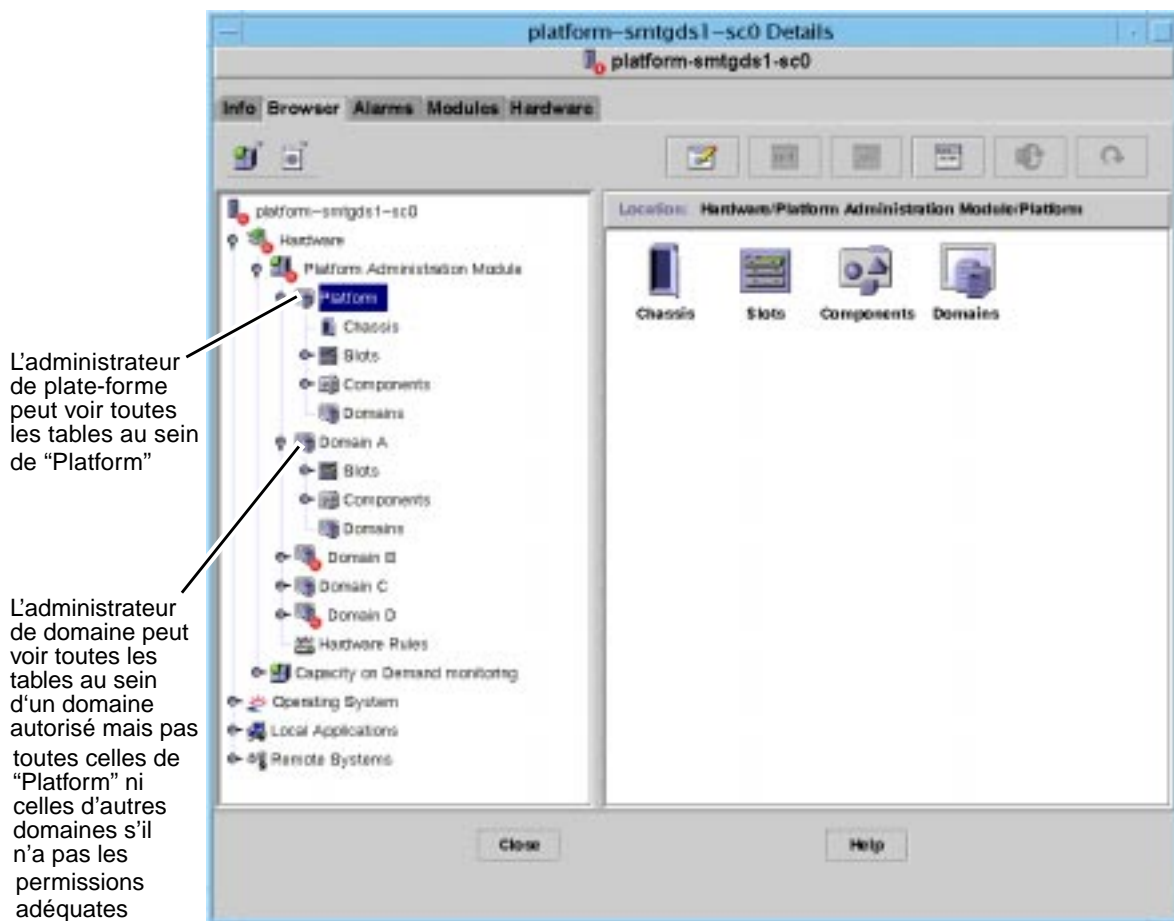 platform-smtgds1-sc0 Details
platform-smtgds1-sc0
Info Browser Alarms Modules Hardware
platform-smtgds1-sc0
Hardware
Platform Administration Module
Platform
Chassis
Slots
Components
Domains
Domain A
Slots
Components
Domains
Domain B
Domain C
Domain D
Hardware Rules
Capacity on Demand monitoring
Operating System
Local Applications
Remote Systems
Location: Hardware/Platform Administration Module/Platform
Chassis Slots Components Domains
Close Help
L'administrateur
de plate-forme
peut voir toutes
les tables au sein
de “Platform”
L'administrateur
de domaine peut
voir toutes les
tables au sein
d‘un domaine
autorisé mais pas
toutes celles de
“Platform” ni
celles d'autres
domaines s'il
n'a pas les
permissions
adéquates